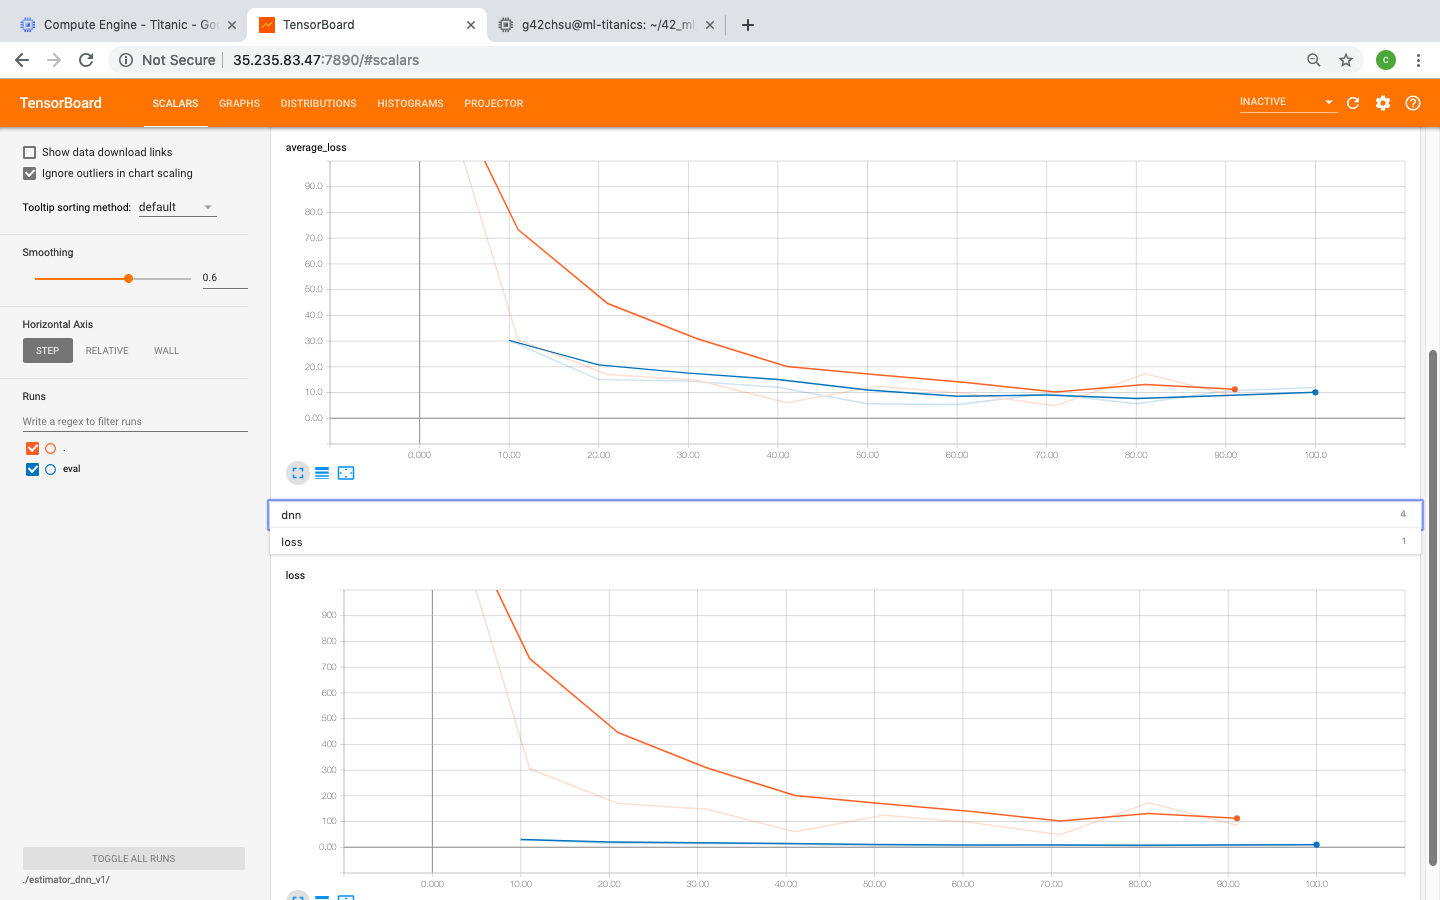 Compute Engine - Titanic - Go
TensorBoard
g42chsu@ml-titanics: ~/42_ml
Not Secure
35.235.83.47:7890/#scalars
c
TensorBoard
SCALARS
GRAPHS
DISTRIBUTIONS
HISTOGRAMS
PROJECTOR
INACTIVE
Show data download links
Ignore outliers in chart scaling
Tooltip sorting method: default
Smoothing
0.6
Horizontal Axis
STEP
RELATIVE
WALL
Runs
Write a regex to filter runs
.
eval
TOGGLE ALL RUNS
./estimator_dnn_v1/
average_loss
90.0
80.0
70.0
60.0
50.0
40.0
30.0
20.0
10.0
0.00
0.000 10.00 20.00 30.00 40.00 50.00 60.00 70.00 80.00 90.00 100.0
dnn 4
loss 1
loss
900
800
700
600
500
400
300
200
100
0.00
0.000 10.00 20.00 30.00 40.00 50.00 60.00 70.00 80.00 90.00 100.0